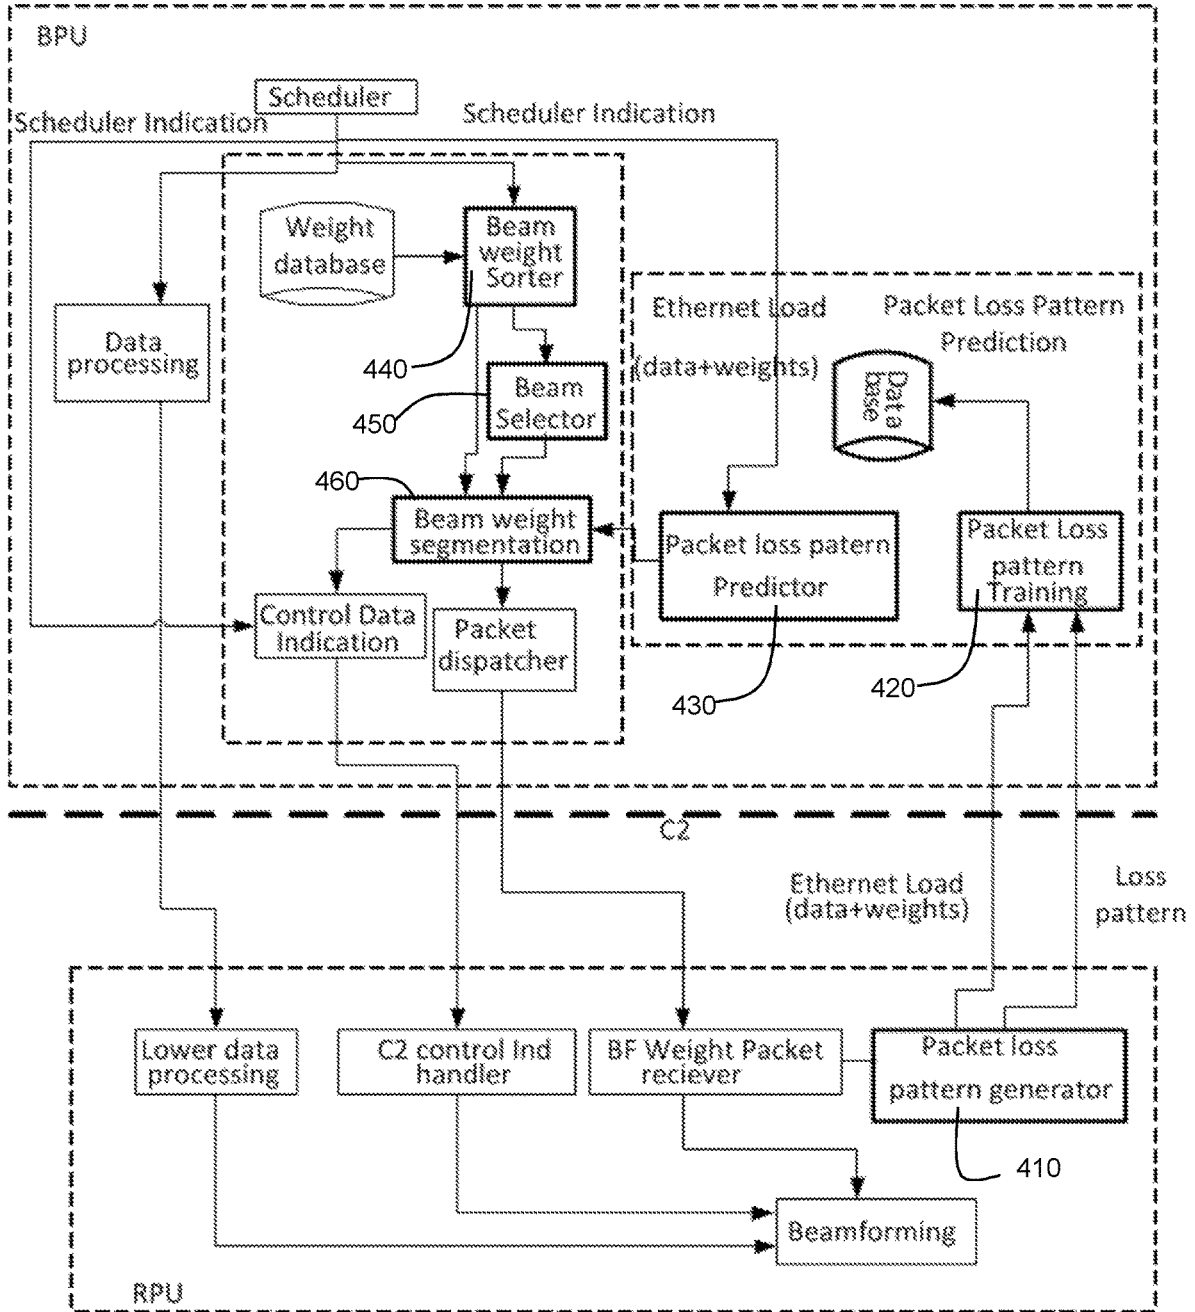 BPU
Scheduler
Scheduler Indication
Scheduler Indication
Weight
database
Beam
weight
Sorter
Ethernet Load
(data+weights)
Packet Loss Pattern
Prediction
Data
processing
440
Data
base
Beam
Selector
450
460
Beam weight
segmentation
Packet loss patern
Predictor
Packet Loss
pattern
Training
Control Data
Indication
Packet
dispatcher
430
420
C2
Ethernet Load
(data+weights)
Loss
pattern
Lower data
processing
C2 control Ind
handler
BF Weight Packet
reciever
Packet loss
pattern generator
410
Beamforming
RPU